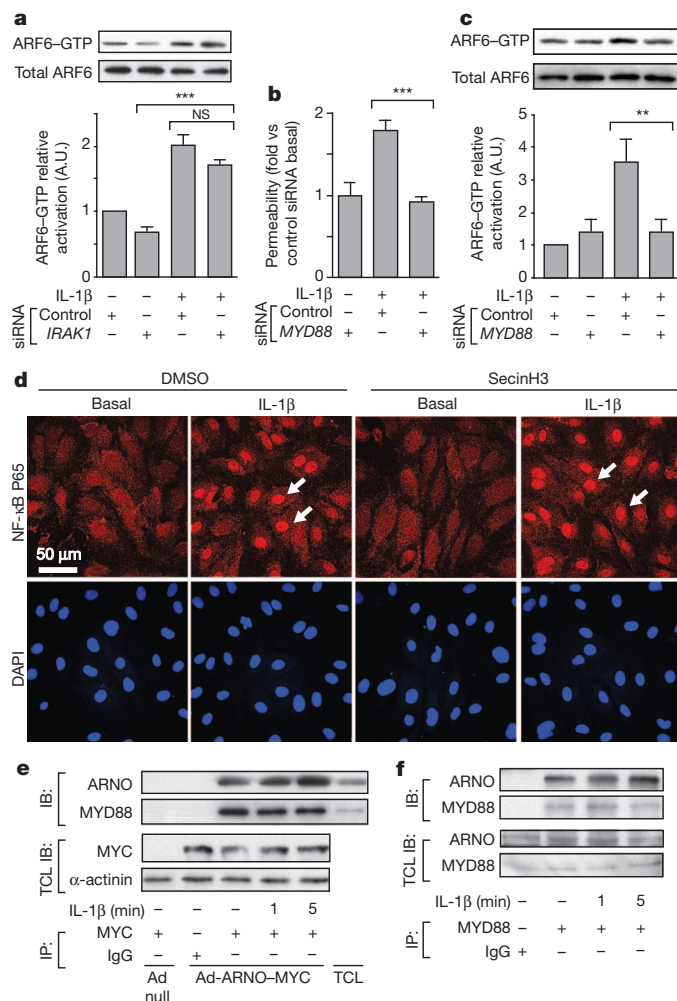 a
ARF6–GTP
Total ARF6
***
NS
ARF6–GTP relative
activation (A.U.)
2
1
0
IL-1β – – + +
siRNA
Control + – + –
IRAK1 – + – +
b
***
Permeability (fold vs
control siRNA basal)
2
1
0
IL-1β – + +
siRNA
Control – + –
MYD88 + – +
c
ARF6–GTP
Total ARF6
**
ARF6–GTP relative
activation (A.U.)
5
4
3
2
1
0
IL-1β – – + +
siRNA
Control + – + –
MYD88 – + – +
d
DMSO SecinH3
Basal IL-1β Basal IL-1β
NF-κB P65
50 μm
DAPI
e
IB:
ARNO
MYD88
TCL IB:
MYC
α-actinin
IL-1β (min) – – – 1 5
IP:
MYC + – + + +
IgG – + – – –
Ad
null
Ad-ARNO–MYC TCL
f
IB:
ARNO
MYD88
TCL IB:
ARNO
MYD88
IL-1β (min) – – 1 5
IP:
MYD88 – + + +
IgG + – – –